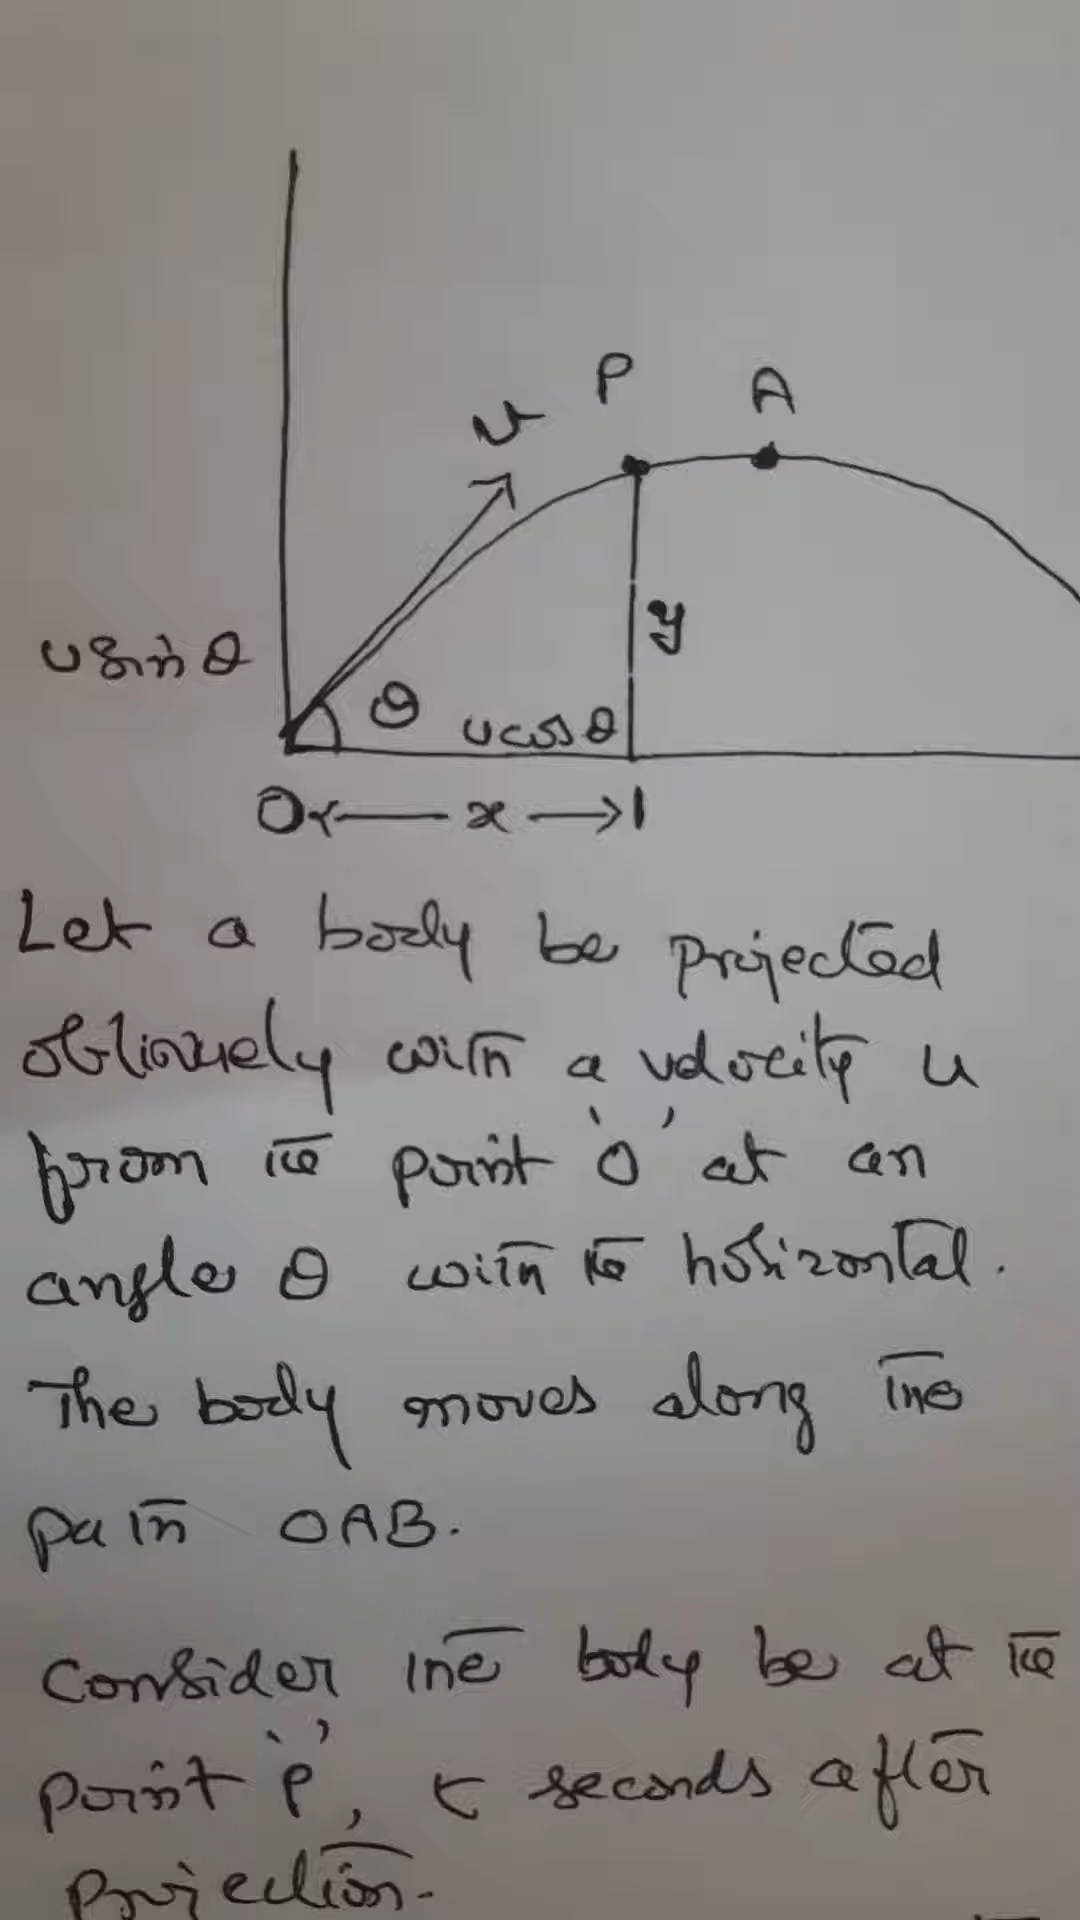 P A
u
y
u sin θ
θ u cos θ
O x
Let a body be projected
obliquely with a velocity u
from the point 'O' at an
angle θ with the horizontal.
The body moves along the
path OAB.
Consider the body be at the
point 'P', t seconds after
projection.